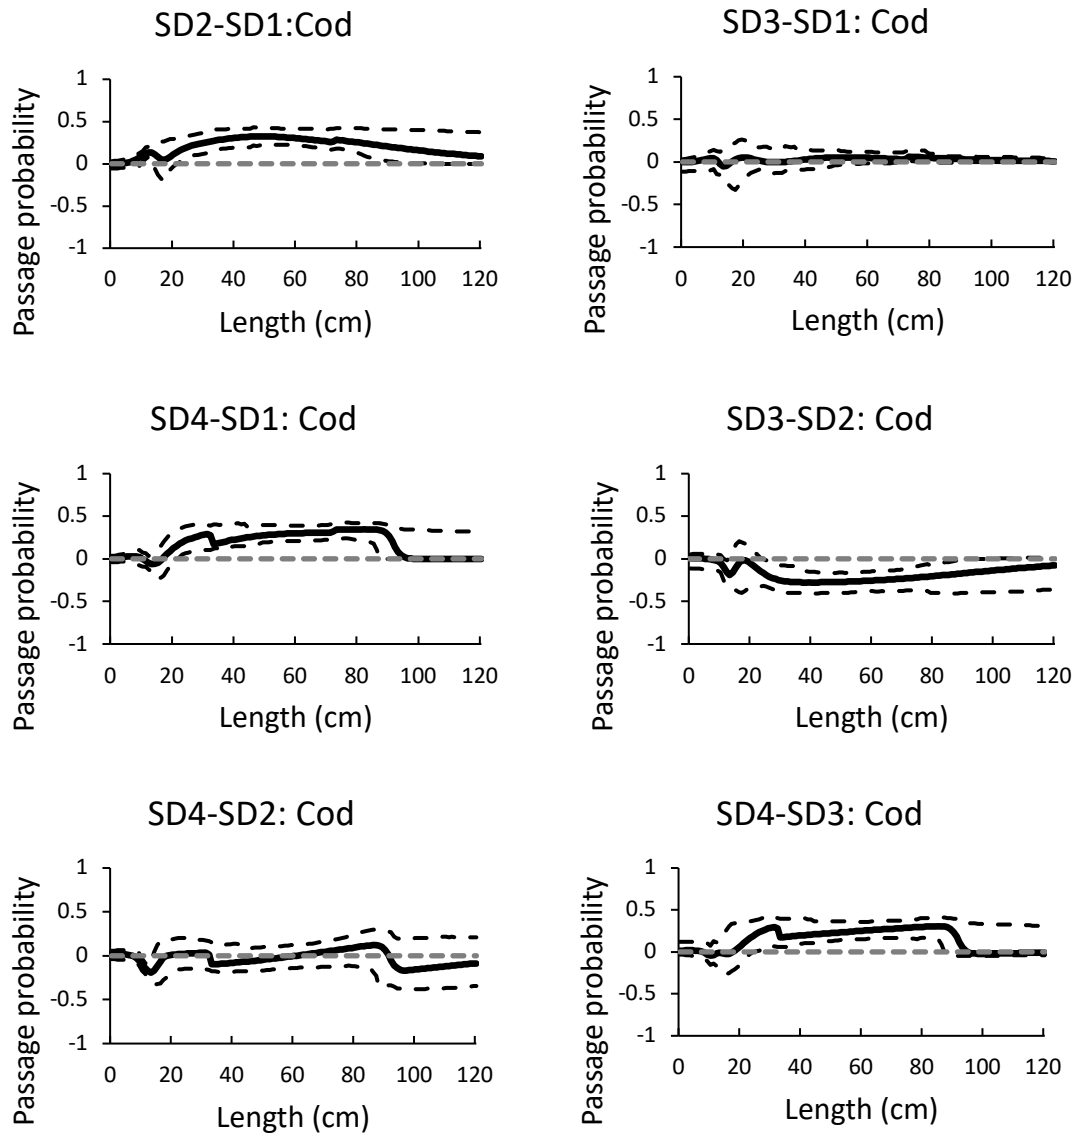 SD2-SD1:Cod
Passage probability
1
0.5
0
-0.5
-1
0 20 40 60 80 100 120
Length (cm)
SD3-SD1: Cod
Passage probability
1
0.5
0
-0.5
-1
0 20 40 60 80 100 120
Length (cm)
SD4-SD1: Cod
Passage probability
1
0.5
0
-0.5
-1
0 20 40 60 80 100 120
Length (cm)
SD3-SD2: Cod
Passage probability
1
0.5
0
-0.5
-1
0 20 40 60 80 100 120
Length (cm)
SD4-SD2: Cod
Passage probability
1
0.5
0
-0.5
-1
0 20 40 60 80 100 120
Length (cm)
SD4-SD3: Cod
Passage probability
1
0.5
0
-0.5
-1
0 20 40 60 80 100 120
Length (cm)